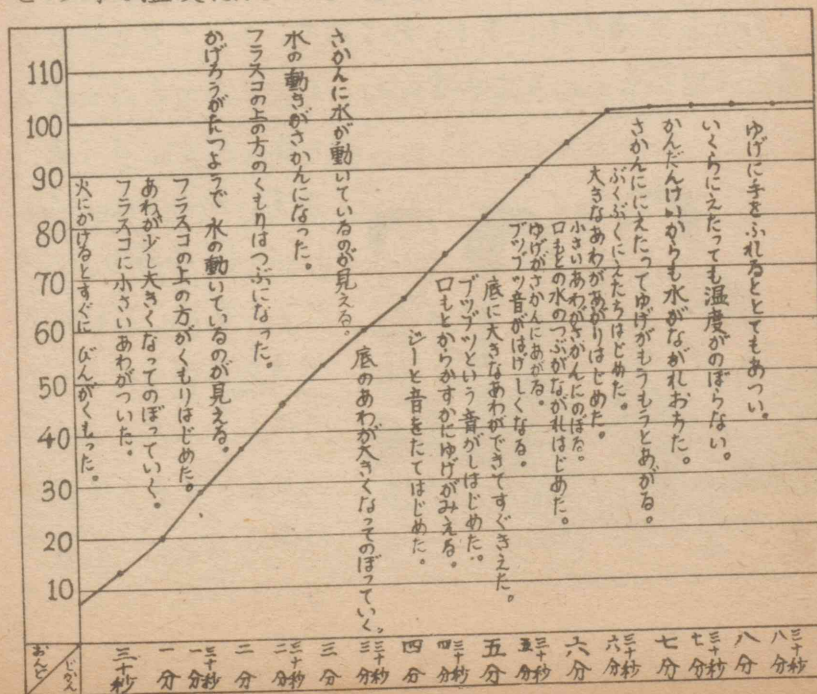 110
100
90
80
70
60
50
40
30
20
10
おんど
じかん
三十秒
一分
一分三十秒
二分
二分三十秒
三分
三分三十秒
四分
四分三十秒
五分
五分三十秒
六分
六分三十秒
七分
七分三十秒
八分
八分三十秒
火にかけるとすぐに びんがくもった。
フラスコに小さいあわがついた。
あわが少し大きくなってのぼっていく。
フラスコの上の方がくもりはじめた。
かげろうがたつようで 水の動いているのが見える。
フラスコの上の方のくもりはつぶになった。
水の動きがさかんになった。
さかんに水が動いているのが見える。
底のあわが大きくなってのぼっていく。
ジーと音をたてはじめた。
口もとからかすかにゆげがみえる。
ブツブツという音がしはじめた。
底に大きなあわができてすぐきえた。
ブツブツ音がはげしくなる。
ゆげがさかんにあがる。
口もとの水のつぶがながれはじめた。
小さいあわがさかんにのぼる。
大きなあわがあがりはじめた。
ぶくぶくにえたちはじめた。
さかんににえたってゆげがもうもうとあがる。
かんだんけいからも水がながれおちた。
いくらにえたっても温度がのぼらない。
ゆげに手をふれるととてもあつい。